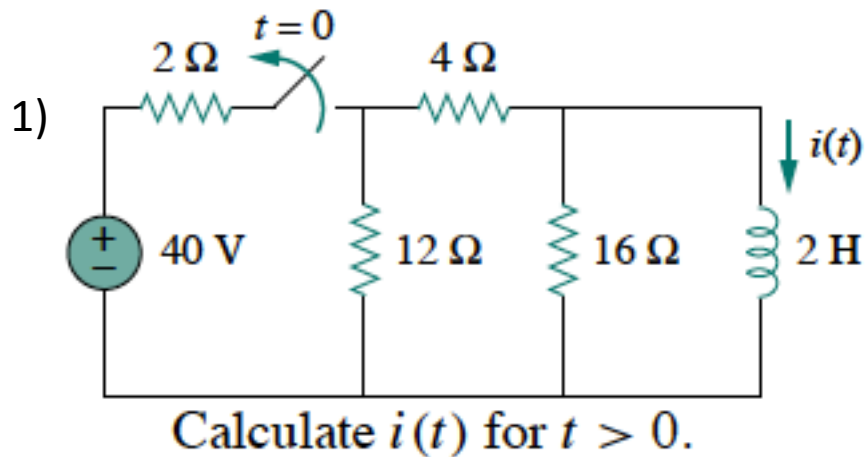 t = 0
2 Ω
4 Ω
1)
i(t)
+
−
40 V
12 Ω
16 Ω
2 H
Calculate i (t) for t > 0.